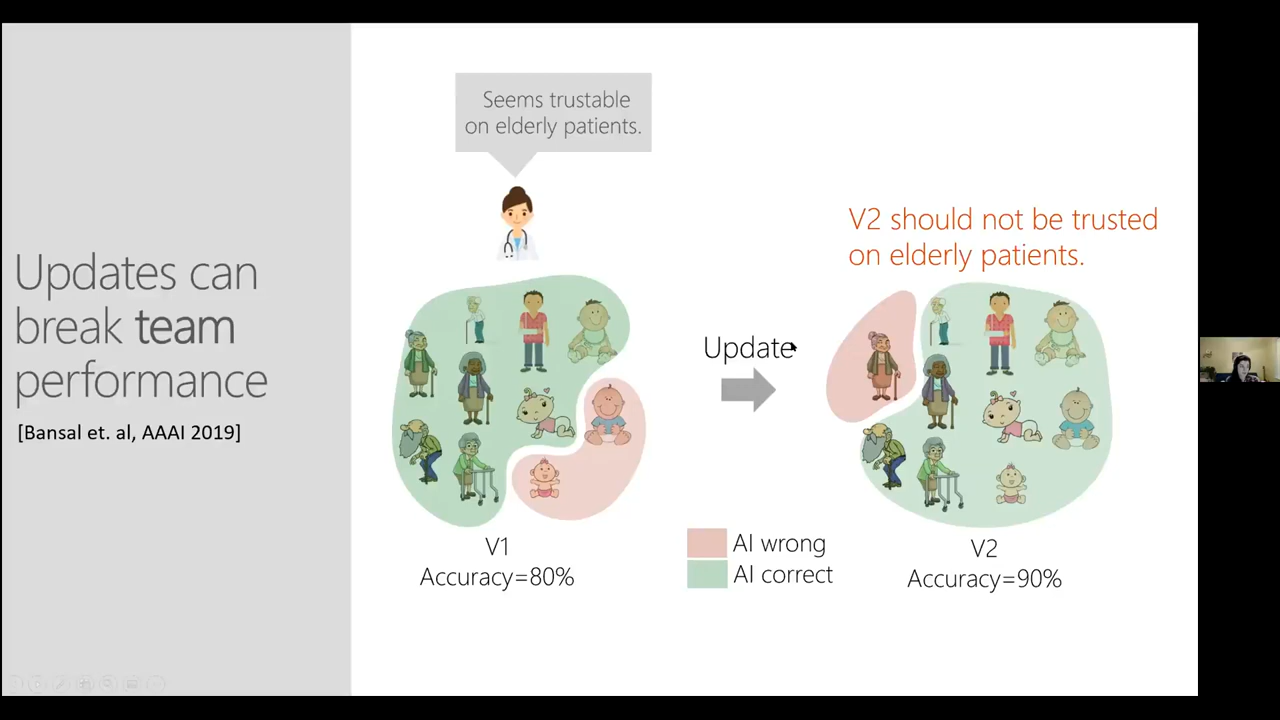 Updates can
break team
performance
[Bansal et. al, AAAI 2019]
Seems trustable
on elderly patients.
V1
Accuracy=80%
Update
AI wrong
AI correct
V2 should not be trusted
on elderly patients.
V2
Accuracy=90%